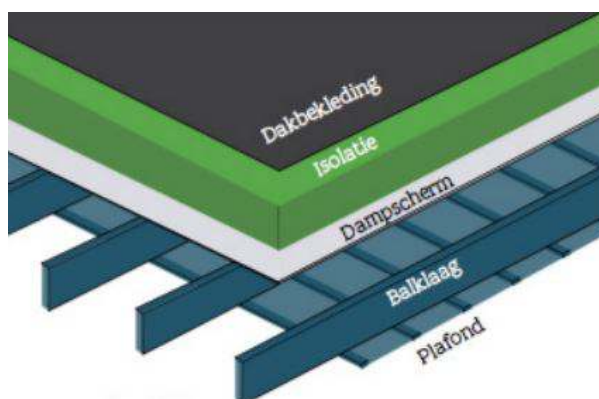 Dakbekleding
Isolatie
Dampscherm
Balklaag
Plafond